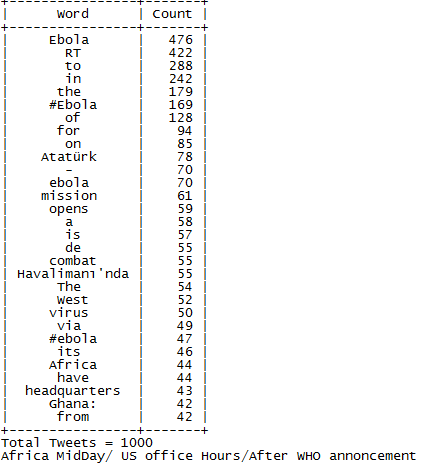 Word | Count
Ebola | 476
RT | 422
to | 288
in | 242
the | 179
#Ebola | 169
of | 128
for | 94
on | 85
Atatürk | 78
- | 70
ebola | 70
mission | 61
opens | 59
a | 58
is | 57
de | 55
combat | 55
Havalimanı'nda | 55
The | 54
West | 52
virus | 50
via | 49
#ebola | 47
its | 46
Africa | 44
have | 44
headquarters | 43
Ghana: | 42
from | 42
Total Tweets = 1000
Africa MidDay/ US office Hours/After WHO annoncement